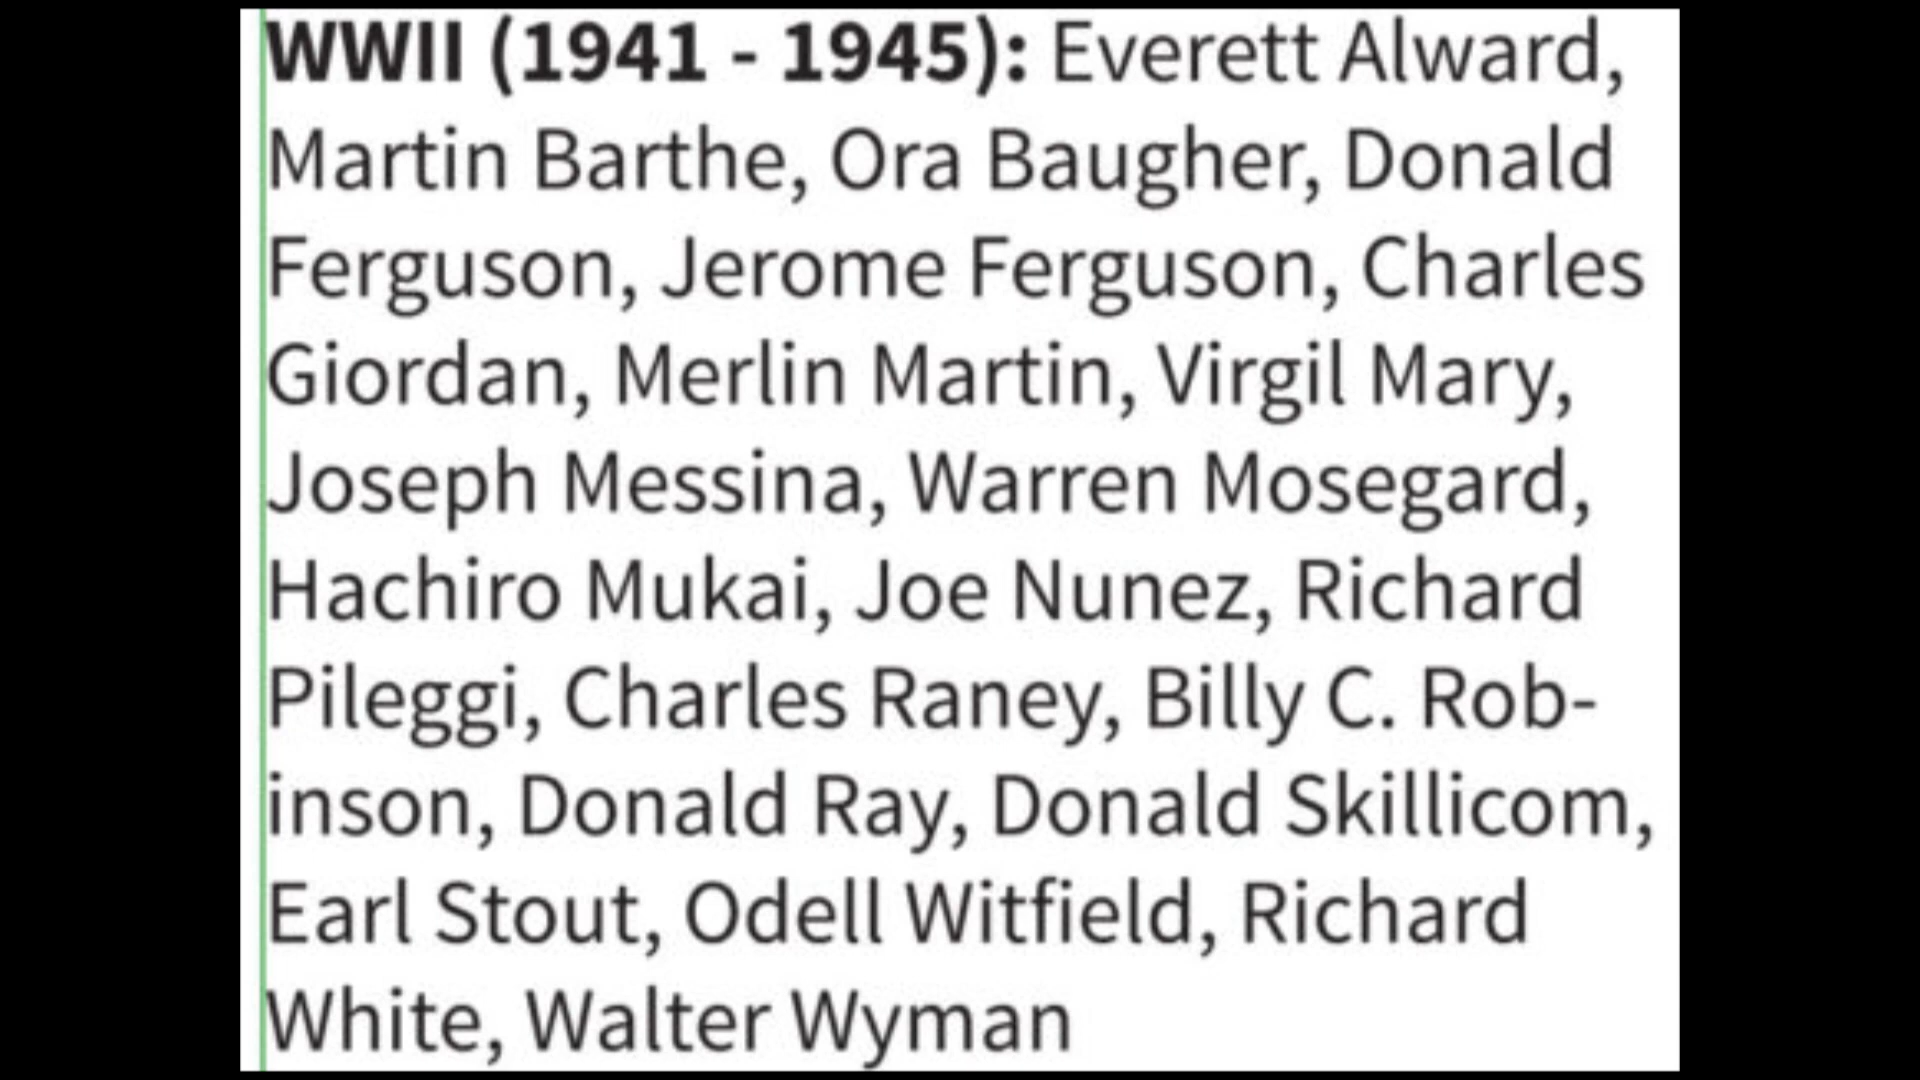 WWII (1941 - 1945): Everett Alward,
Martin Barthe, Ora Baugher, Donald
Ferguson, Jerome Ferguson, Charles
Giordan, Merlin Martin, Virgil Mary,
Joseph Messina, Warren Mosegard,
Hachiro Mukai, Joe Nunez, Richard
Pileggi, Charles Raney, Billy C. Rob-
inson, Donald Ray, Donald Skillicom,
Earl Stout, Odell Witfield, Richard
White, Walter Wyman